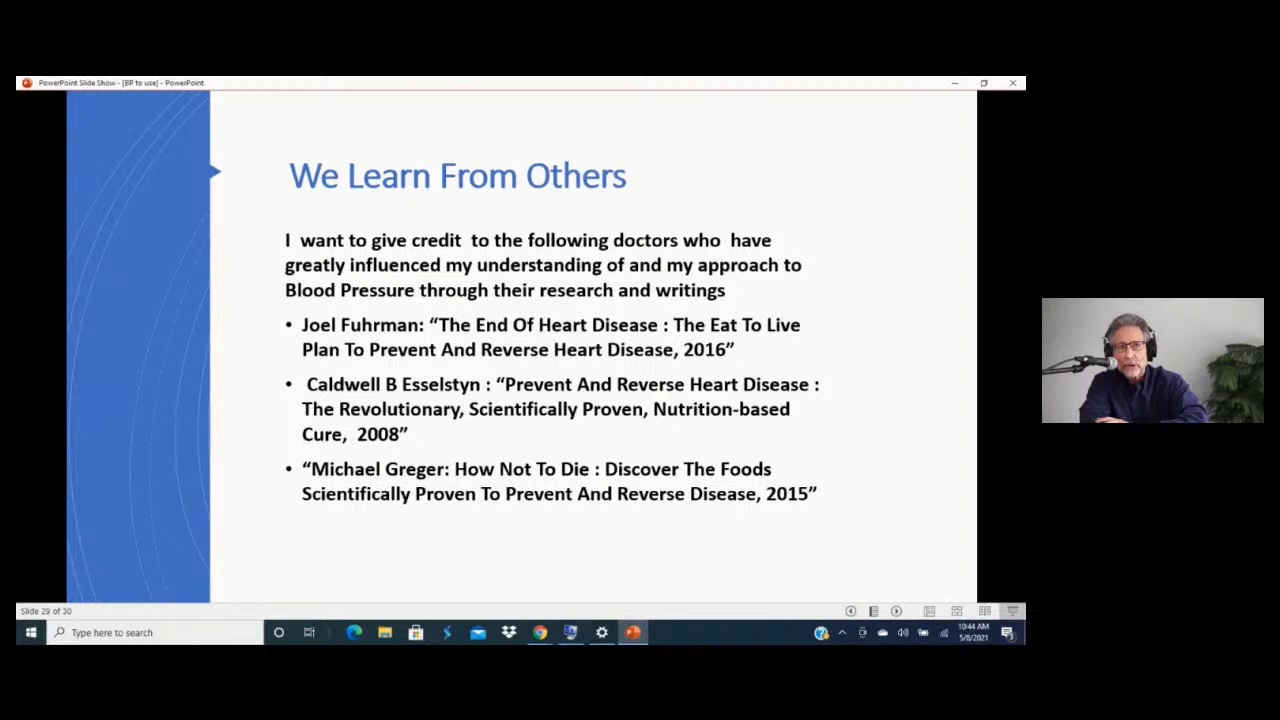 PowerPoint Slide Show - [BP to use] - PowerPoint
We Learn From Others
I want to give credit to the following doctors who have
greatly influenced my understanding of and my approach to
Blood Pressure through their research and writings
• Joel Fuhrman: “The End Of Heart Disease : The Eat To Live
Plan To Prevent And Reverse Heart Disease, 2016”
• Caldwell B Esselstyn : “Prevent And Reverse Heart Disease :
The Revolutionary, Scientifically Proven, Nutrition-based
Cure, 2008”
• “Michael Greger: How Not To Die : Discover The Foods
Scientifically Proven To Prevent And Reverse Disease, 2015”
Slide 29 of 30
Type here to search
10:44 AM
5/8/2021